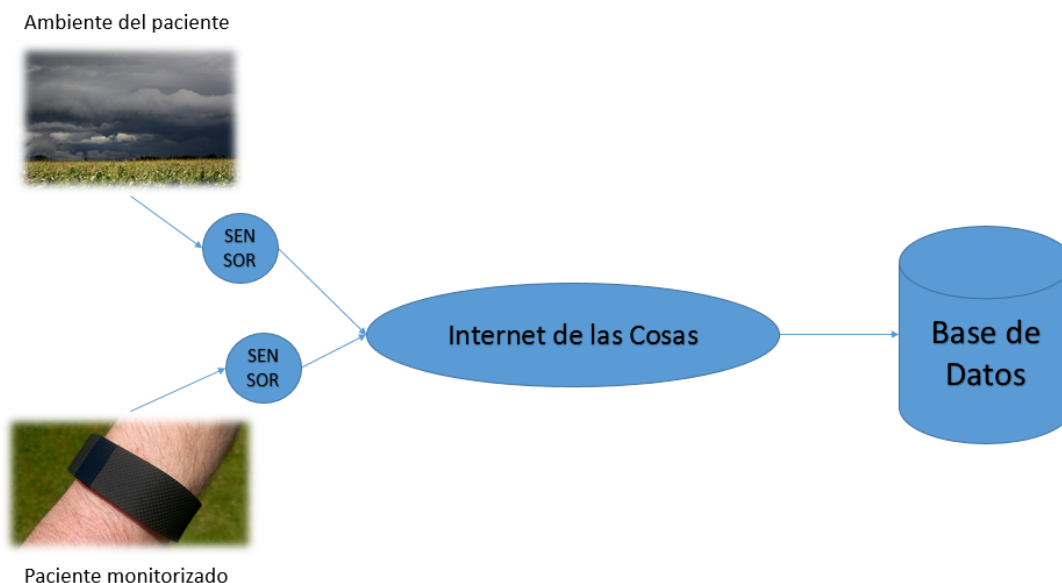 Ambiente del paciente
SEN
SOR
SEN
SOR
Internet de las Cosas
Base de
Datos
Paciente monitorizado